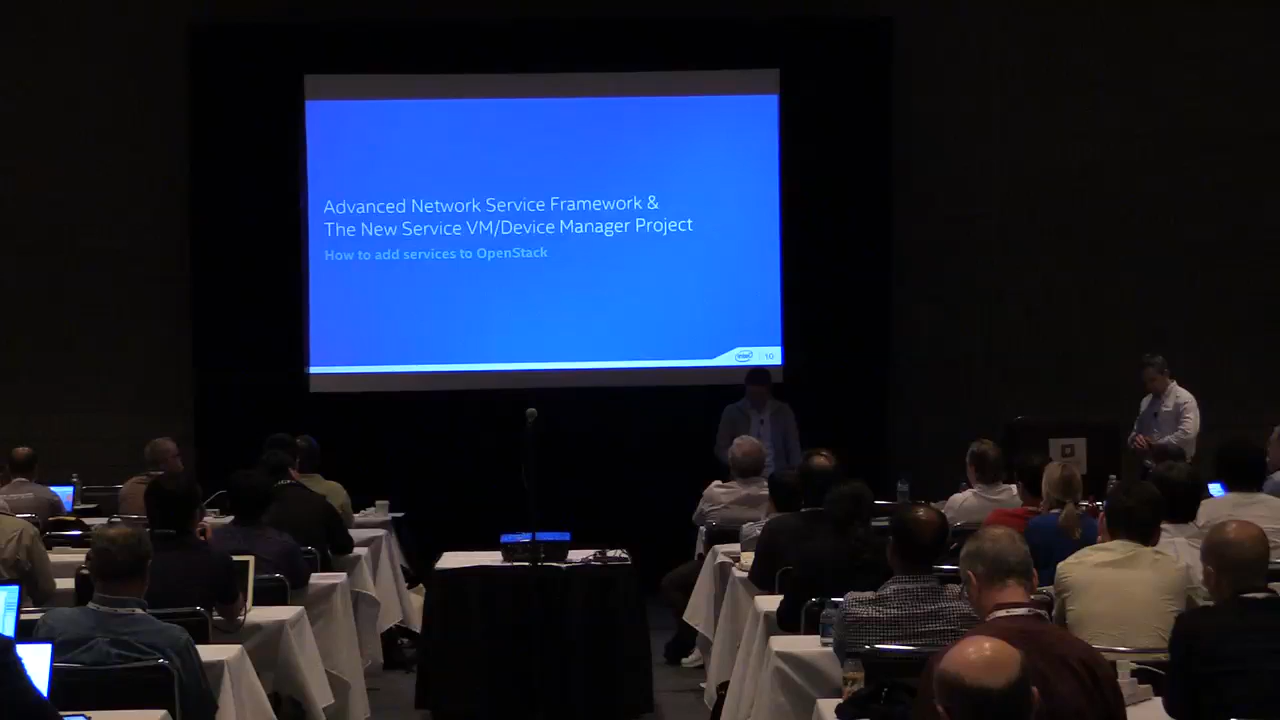 Advanced Network Service Framework &
The New Service VM/Device Manager Project
How to add services to OpenStack
intel
10